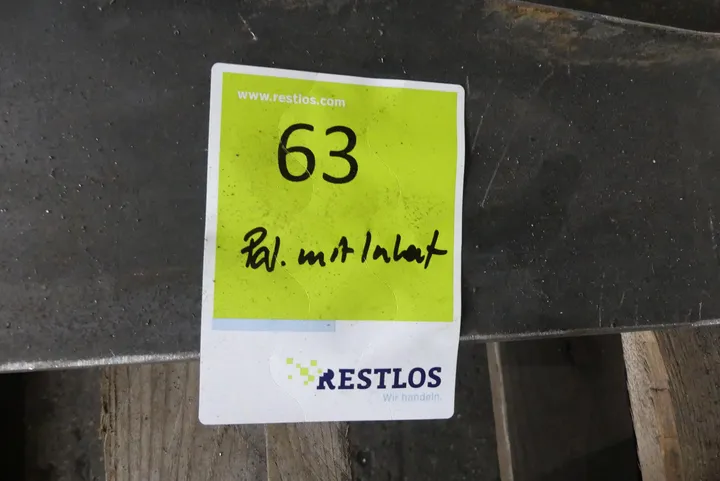 www.restlos.com
63
Pal. mit Inhalt
RESTLOS
Wir handeln.